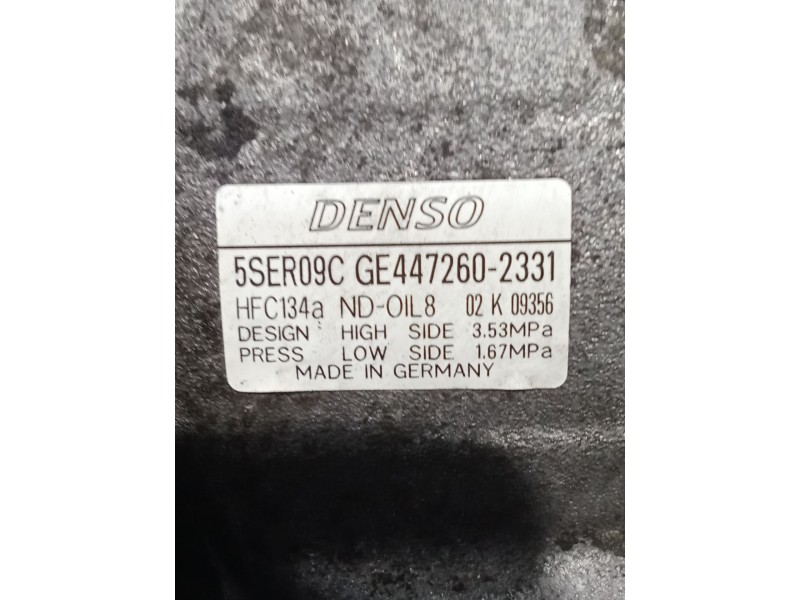 DENSO
5SER09C GE447260-2331
HFC134a ND-OIL8 02 K 09356
DESIGN HIGH SIDE 3.53MPa
PRESS LOW SIDE 1.67MPa
MADE IN GERMANY